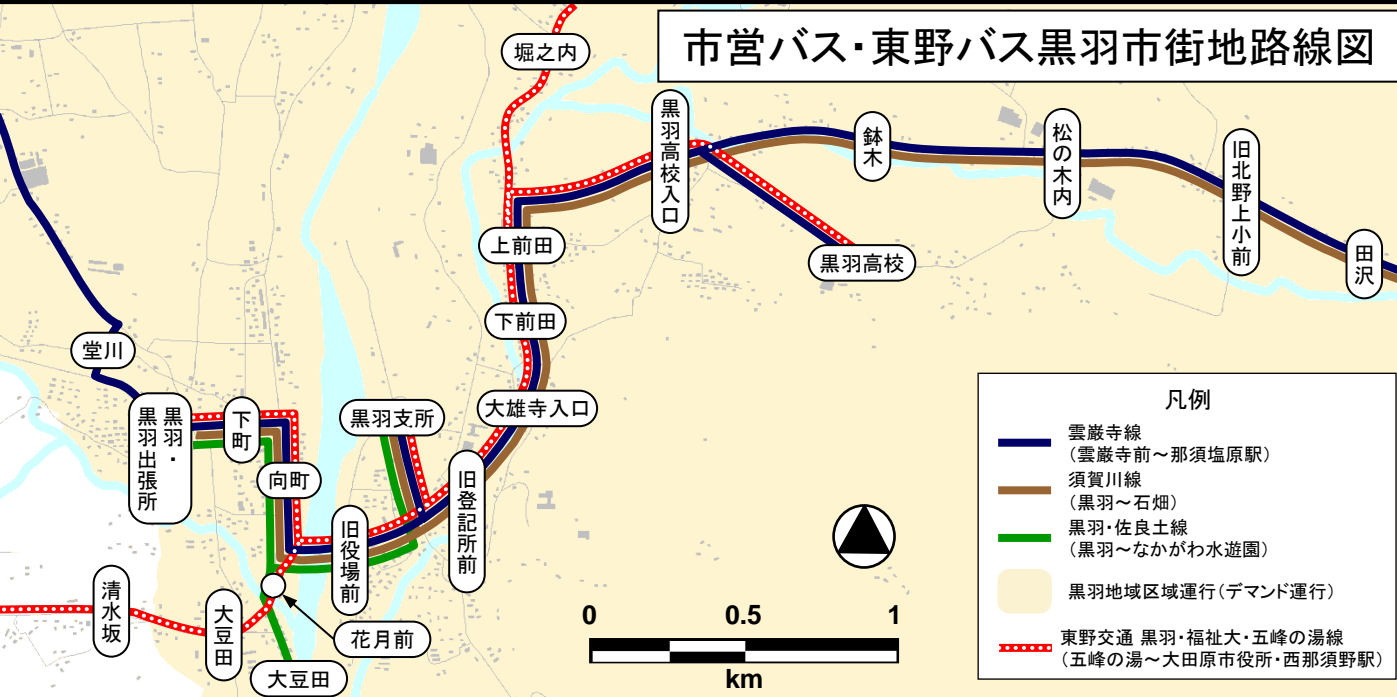 市営バス・東野バス黒羽市街地路線図
堀之内
黒羽高校入口
鉢木
松の木内
旧北野上小前
田沢
上前田
黒羽高校
下前田
堂川
大雄寺入口
黒羽・
黒羽出張所
下町
黒羽支所
向町
旧登記所前
旧役場前
清水坂
大豆田
花月前
大豆田
0 0.5 1
km
凡例
雲巌寺線
（雲巌寺前～那須塩原駅）
須賀川線
（黒羽～石畑）
黒羽・佐良土線
（黒羽～なかがわ水遊園）
黒羽地域区域運行（デマンド運行）
東野交通 黒羽・福祉大・五峰の湯線
（五峰の湯～大田原市役所・西那須野駅）